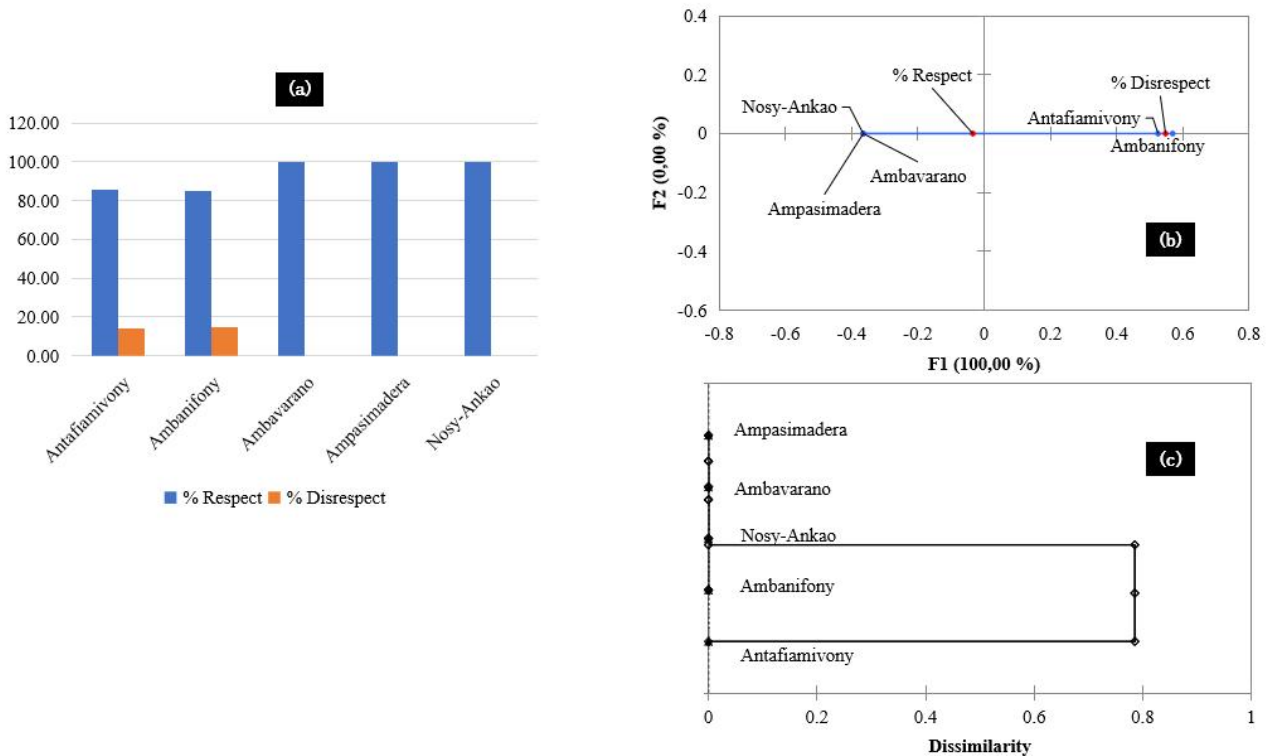 (a)
120.00
100.00
80.00
60.00
40.00
20.00
0.00
Antafiamivony
Ambanifony
Ambavarano
Ampasimadera
Nosy-Ankao
% Respect % Disrespect
0.4
0.2
0
-0.2
-0.4
-0.6
F2 (0,00 %)
% Respect
% Disrespect
Nosy-Ankao
Antafiamivony
Ambanifony
Ambavarano
Ampasimadera
(b)
-0.8 -0.6 -0.4 -0.2 0 0.2 0.4 0.6 0.8
F1 (100,00 %)
Ampasimadera
(c)
Ambavarano
Nosy-Ankao
Ambanifony
Antafiamivony
0 0.2 0.4 0.6 0.8 1
Dissimilarity